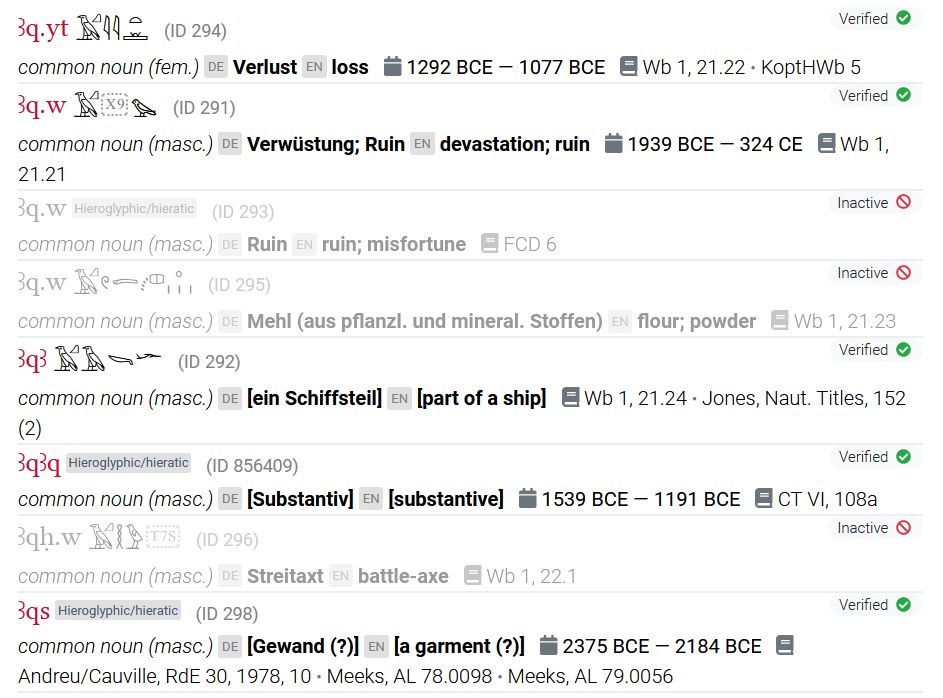 ꜣq.yt (ID 294) Verified
common noun (fem.) DE Verlust EN loss 1292 BCE — 1077 BCE Wb 1, 21.22 • KoptHWb 5
ꜣq.w X9 (ID 291) Verified
common noun (masc.) DE Verwüstung; Ruin EN devastation; ruin 1939 BCE — 324 CE Wb 1,
21.21
ꜣq.w Hieroglyphic/hieratic (ID 293) Inactive
common noun (masc.) DE Ruin EN ruin; misfortune FCD 6
ꜣq.w (ID 295) Inactive
common noun (masc.) DE Mehl (aus pflanzl. und mineral. Stoffen) EN flour; powder Wb 1, 21.23
ꜣqꜣ (ID 292) Verified
common noun (masc.) DE [ein Schiffsteil] EN [part of a ship] Wb 1, 21.24 • Jones, Naut. Titles, 152
(2)
ꜣqꜣq Hieroglyphic/hieratic (ID 856409) Verified
common noun (masc.) DE [Substantiv] EN [substantive] 1539 BCE — 1191 BCE CT VI, 108a
ꜣqḥ.w T7S (ID 296) Inactive
common noun (masc.) DE Streitaxt EN battle-axe Wb 1, 22.1
ꜣqs Hieroglyphic/hieratic (ID 298) Verified
common noun (masc.) DE [Gewand (?)] EN [a garment (?)] 2375 BCE — 2184 BCE
Andreu/Cauville, RdE 30, 1978, 10 • Meeks, AL 78.0098 • Meeks, AL 79.0056